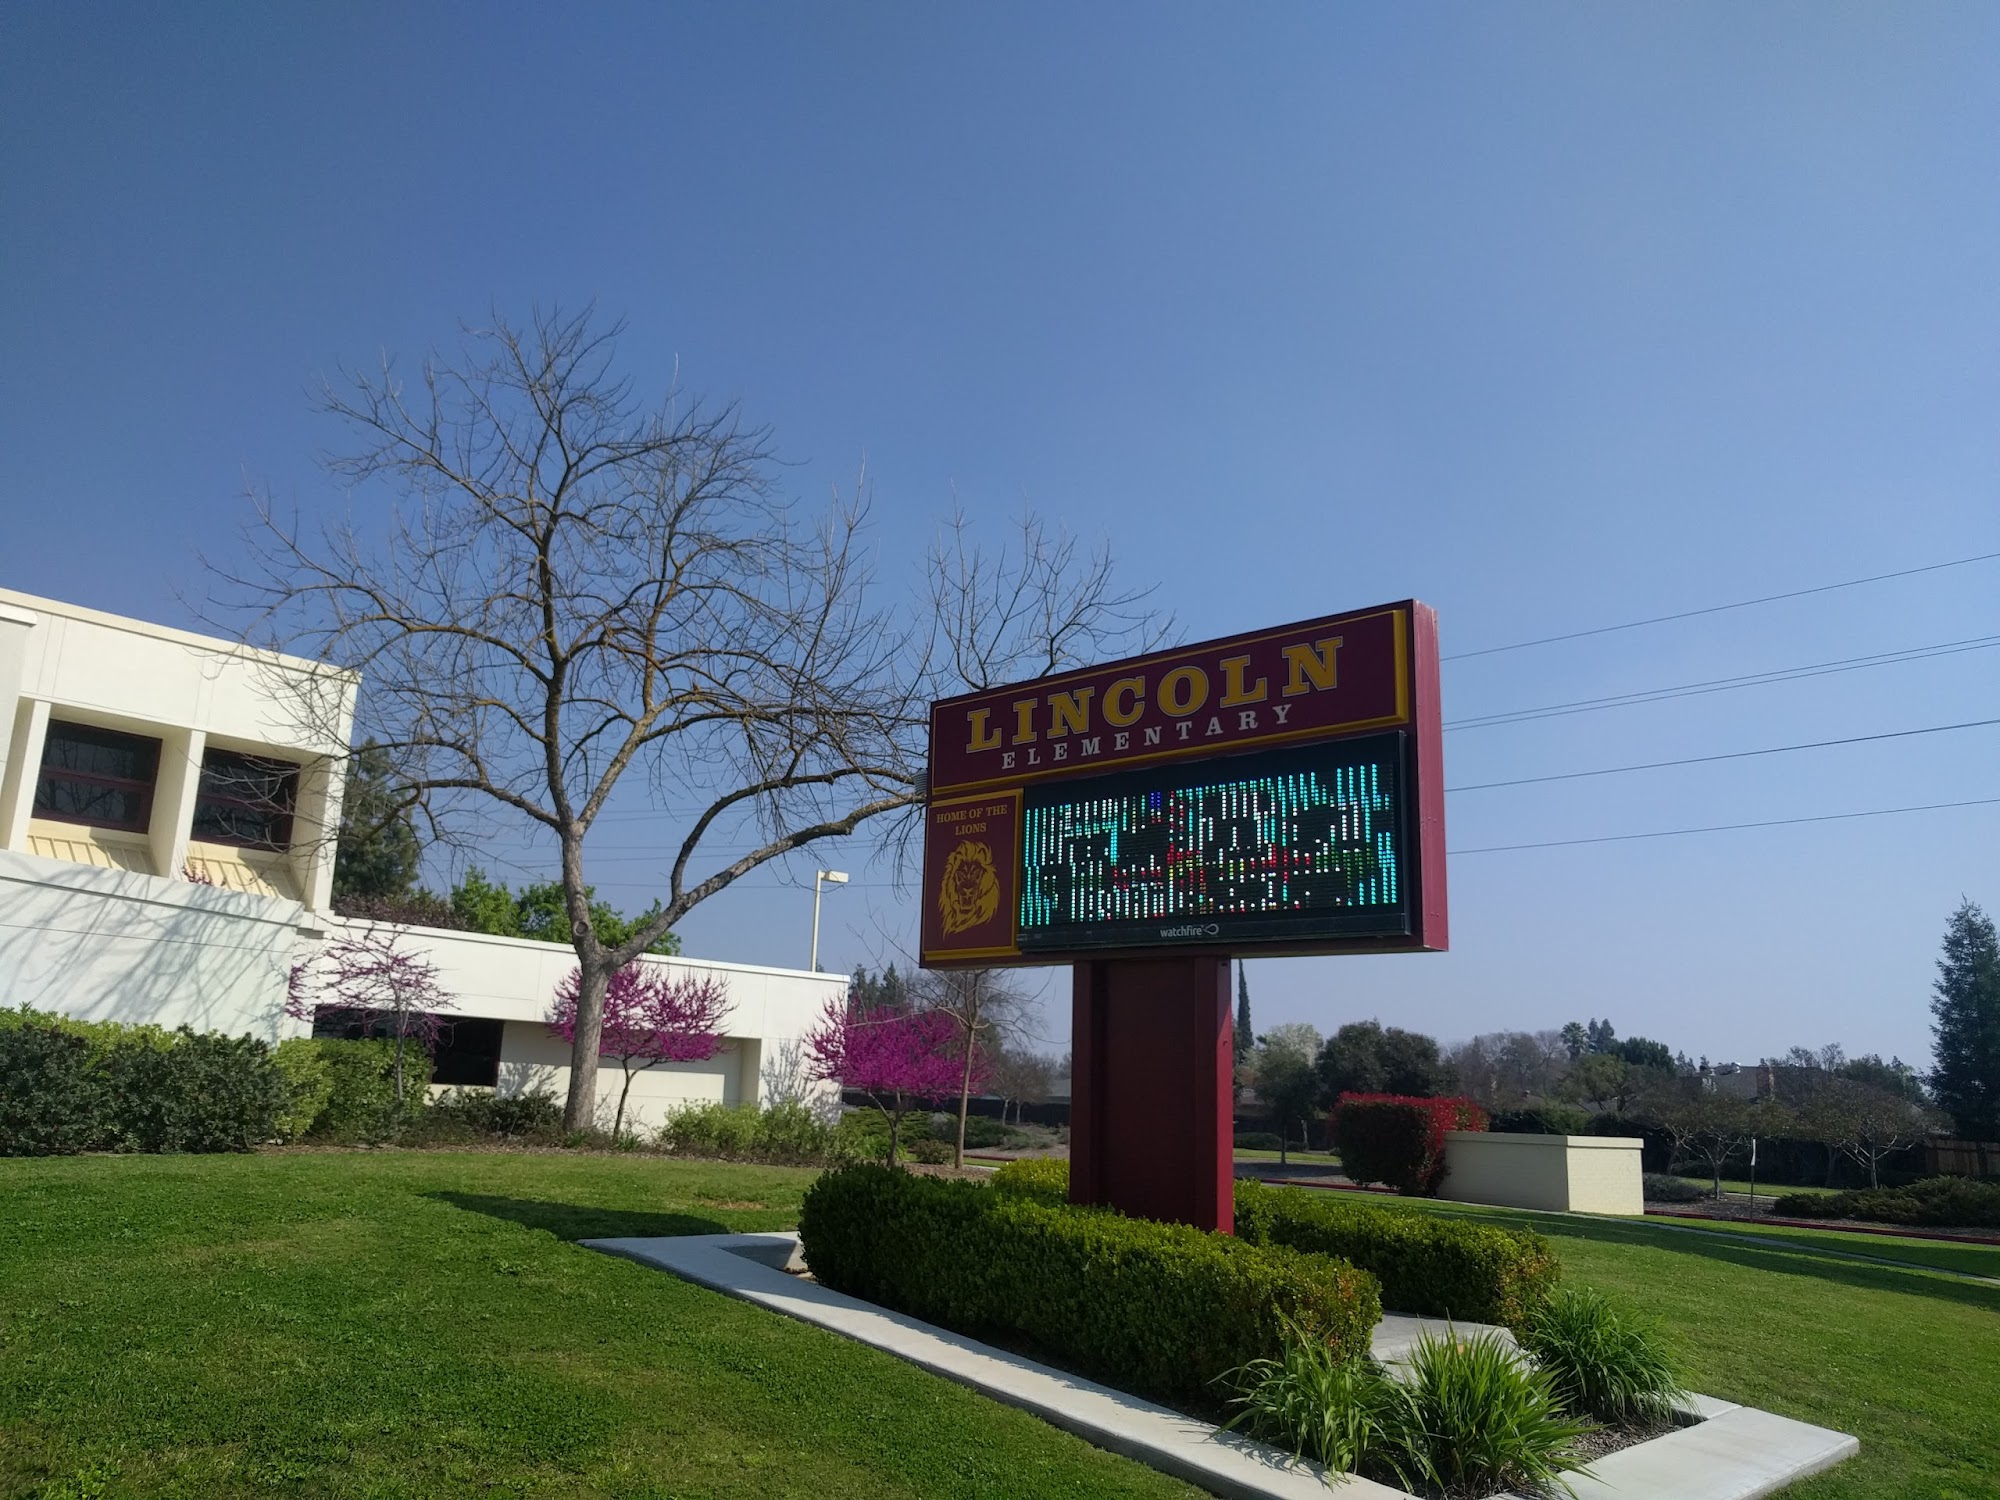 LINCOLN
ELEMENTARY
HOME OF THE
LIONS
watchfire